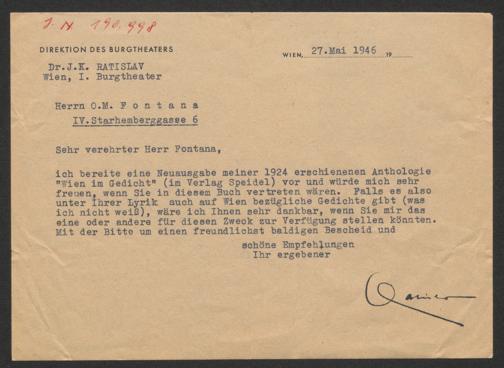 J. N. 190.998
DIREKTION DES BURGTHEATERS
WIEN, 27.Mai 1946 19
Dr.J.K. RATISLAV
Wien, I. Burgtheater
Herrn O.M. F o n t a n a
IV.Starhemberggasse 6
Sehr verehrter Herr Fontana,
ich bereite eine Neuausgabe meiner 1924 erschienenen Anthologie
"Wien im Gedicht" (im Verlag Speidel) vor und würde mich sehr
freuen, wenn Sie in diesem Buch vertreten wären. Falls es also
unter Ihrer Lyrik auch auf Wien bezügliche Gedichte gibt (was
ich nicht weiß), wäre ich Ihnen sehr dankbar, wenn Sie mir das
eine oder andere für diesen Zweck zur Verfügung stellen könnten.
Mit der Bitte um einen freundlichst baldigen Bescheid und
schöne Empfehlungen
Ihr ergebener